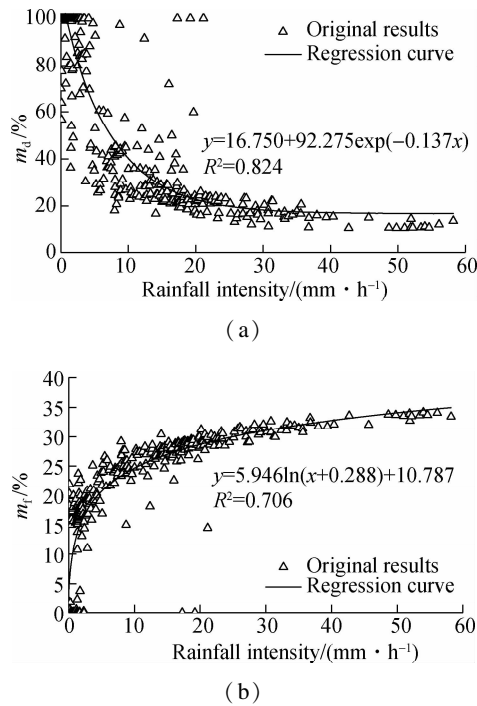 100
80
60
40
20
0
m_d/%
Original results
Regression curve
y=16.750+92.275exp(−0.137x)
R²=0.824
0 10 20 30 40 50 60
Rainfall intensity/(mm · h⁻¹)
(a)
40
35
30
25
20
15
10
5
0
m_f/%
y=5.946ln(x+0.288)+10.787
R²=0.706
Original results
Regression curve
0 10 20 30 40 50 60
Rainfall intensity/(mm · h⁻¹)
(b)